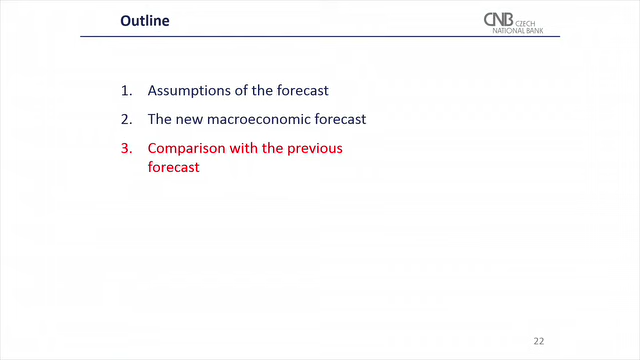 Outline
CNB CZECH
NATIONAL BANK
1. Assumptions of the forecast
2. The new macroeconomic forecast
3. Comparison with the previous
forecast
22